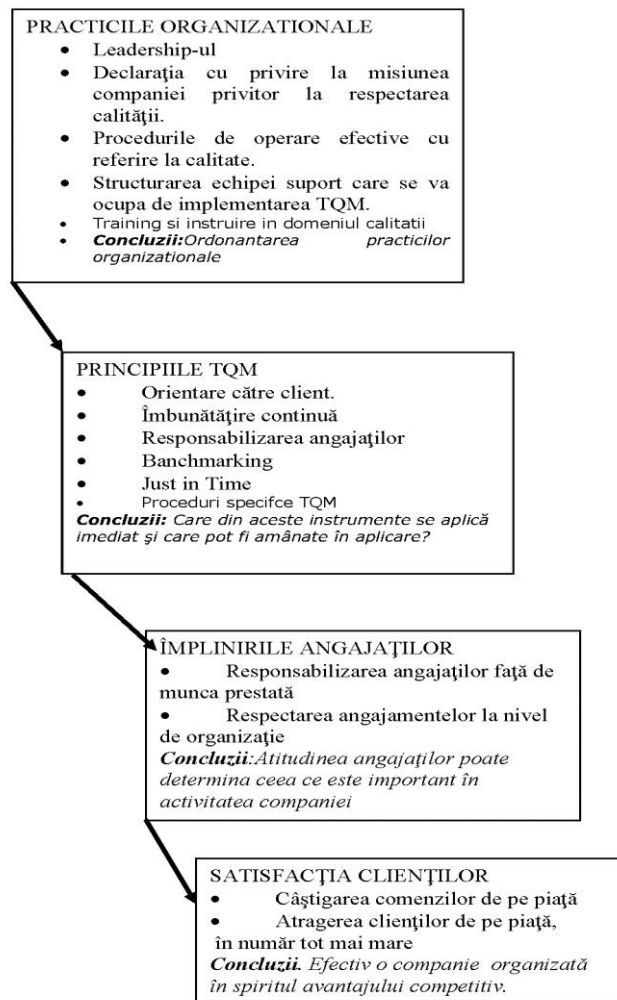 PRACTICILE ORGANIZATIONALE
• Leadership-ul
• Declaraţia cu privire la misiunea
companiei privitor la respectarea
calităţii.
• Procedurile de operare efective cu
referire la calitate.
• Structurarea echipei suport care se va
ocupa de implementarea TQM.
• Training si instruire in domeniul calitatii
• Concluzii:Ordonantarea practicilor
organizationale
PRINCIPIILE TQM
• Orientare către client.
• Îmbunătăţire continuă
• Responsabilizarea angajaţilor
• Banchmarking
• Just in Time
• Proceduri specifce TQM
Concluzii: Care din aceste instrumente se aplică
imediat şi care pot fi amânate în aplicare?
ÎMPLINIRILE ANGAJAŢILOR
• Responsabilizarea angajaţilor faţă de
munca prestată
• Respectarea angajamentelor la nivel
de organizaţie
Concluzii:Atitudinea angajaţilor poate
determina ceea ce este important în
activitatea companiei
SATISFACŢIA CLIENŢILOR
• Câştigarea comenzilor de pe piaţă
• Atragerea clienţilor de pe piaţă,
în număr tot mai mare
Concluzii. Efectiv o companie organizată
în spiritul avantajului competitiv.